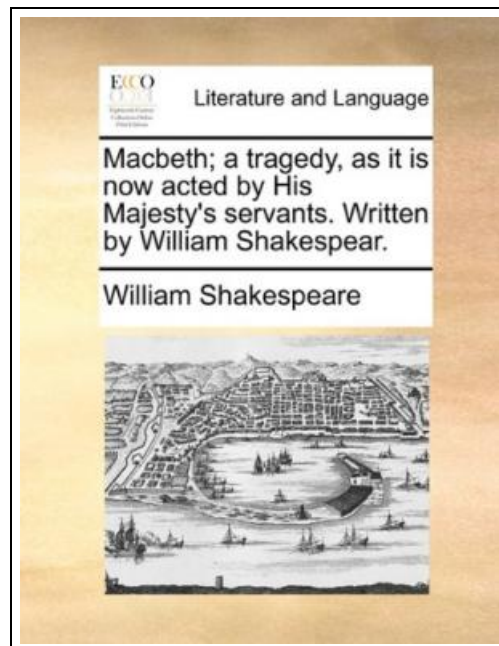 ECCO
Literature and Language
Macbeth; a tragedy, as it is
now acted by His
Majesty's servants. Written
by William Shakespear.
William Shakespeare